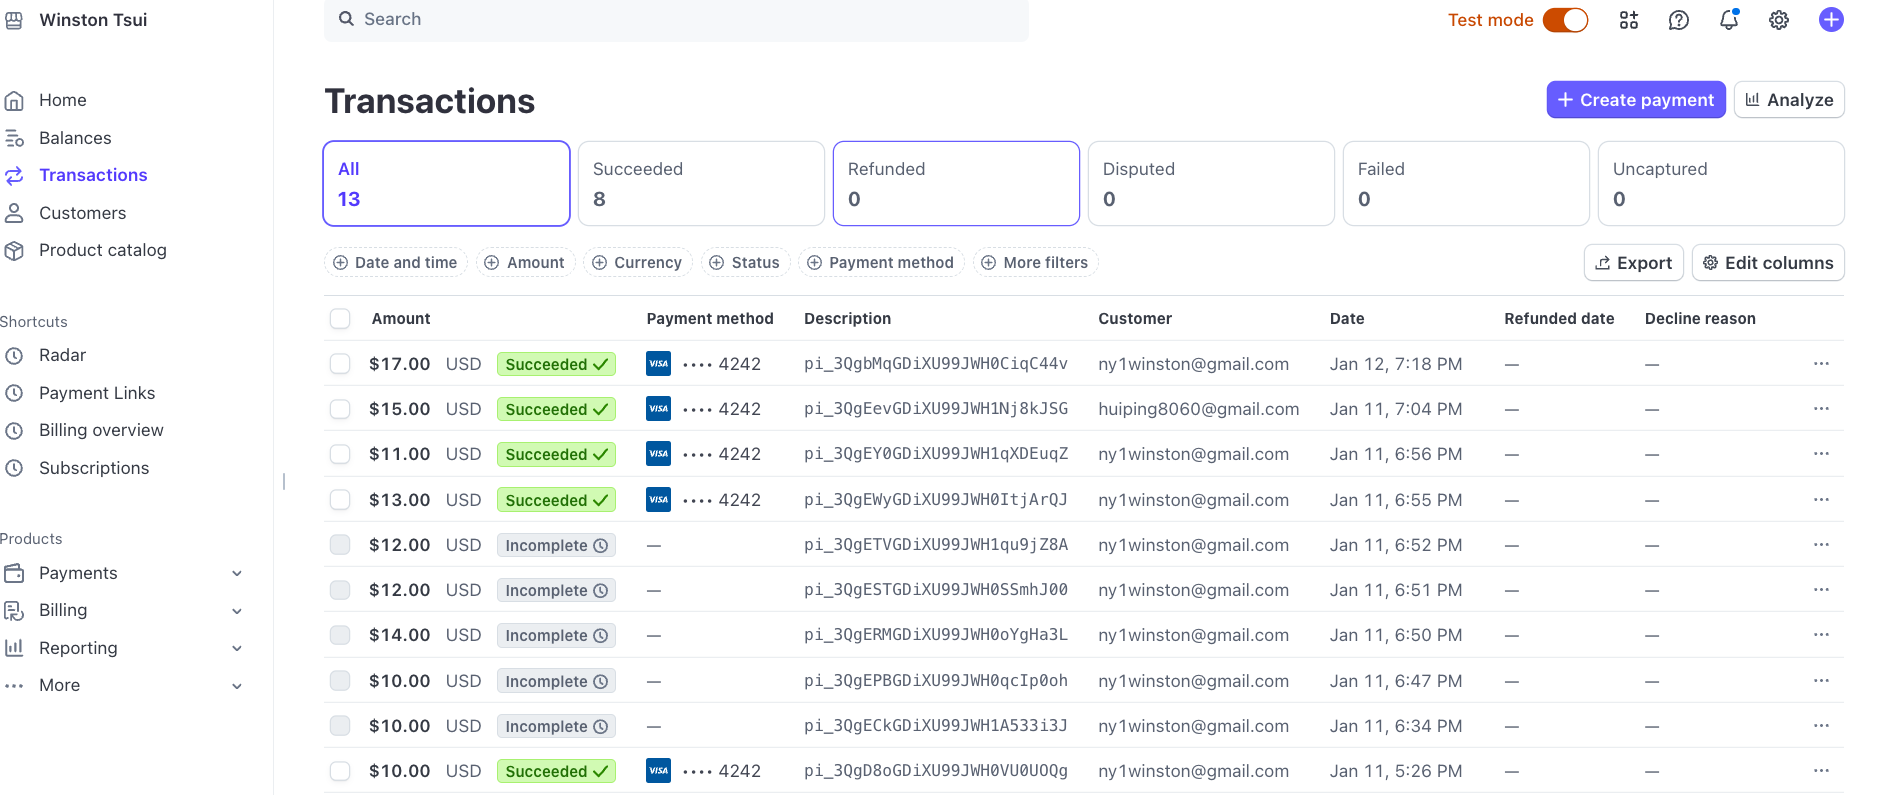 Winston Tsui
Search
Test mode
Home
Balances
Transactions
Customers
Product catalog
Shortcuts
Radar
Payment Links
Billing overview
Subscriptions
Products
Payments
Billing
Reporting
More
Transactions
Create payment
Analyze
All
13
Succeeded
8
Refunded
0
Disputed
0
Failed
0
Uncaptured
0
Date and time Amount Currency Status Payment method More filters
Export Edit columns
Amount Payment method Description Customer Date Refunded date Decline reason
$17.00 USD Succeeded VISA •••• 4242 pi_3QgbMqGDiXU99JWH0CiqC44v ny1winston@gmail.com Jan 12, 7:18 PM — — ···
$15.00 USD Succeeded VISA •••• 4242 pi_3QgEevGDiXU99JWH1Nj8kJSG huiping8060@gmail.com Jan 11, 7:04 PM — — ···
$11.00 USD Succeeded VISA •••• 4242 pi_3QgEY0GDiXU99JWH1qXDEuqZ ny1winston@gmail.com Jan 11, 6:56 PM — — ···
$13.00 USD Succeeded VISA •••• 4242 pi_3QgEWyGDiXU99JWH0ItjArQJ ny1winston@gmail.com Jan 11, 6:55 PM — — ···
$12.00 USD Incomplete — pi_3QgETVGDiXU99JWH1qu9jZ8A ny1winston@gmail.com Jan 11, 6:52 PM — — ···
$12.00 USD Incomplete — pi_3QgESTGDiXU99JWH0SSmhJ00 ny1winston@gmail.com Jan 11, 6:51 PM — — ···
$14.00 USD Incomplete — pi_3QgERMGDiXU99JWH0oYgHa3L ny1winston@gmail.com Jan 11, 6:50 PM — — ···
$10.00 USD Incomplete — pi_3QgEPBGDiXU99JWH0qcIp0oh ny1winston@gmail.com Jan 11, 6:47 PM — — ···
$10.00 USD Incomplete — pi_3QgECkGDiXU99JWH1A533i3J ny1winston@gmail.com Jan 11, 6:34 PM — — ···
$10.00 USD Succeeded VISA •••• 4242 pi_3QgD8oGDiXU99JWH0VU0UOQg ny1winston@gmail.com Jan 11, 5:26 PM — — ···